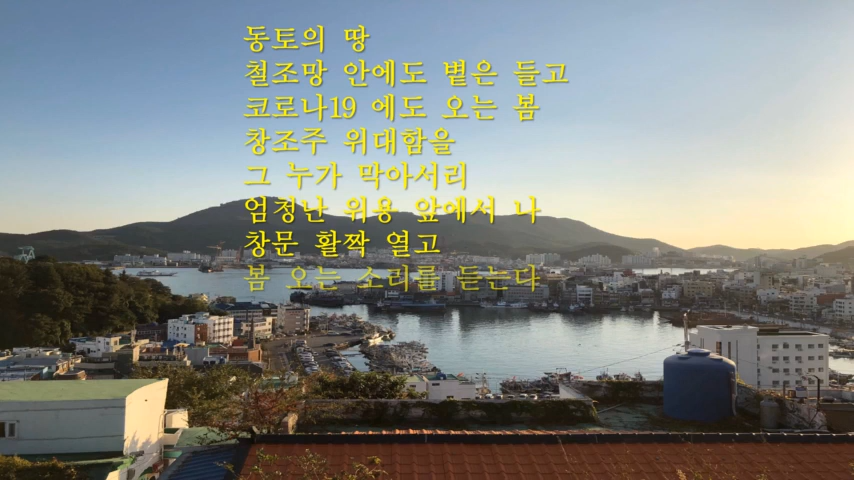 동토의 땅
철조망 안에도 볕은 들고
코로나19 에도 오는 봄
창조주 위대함을
그 누가 막아서리
엄청난 위용 앞에서 나
창문 활짝 열고
봄 오는 소리를 듣는다